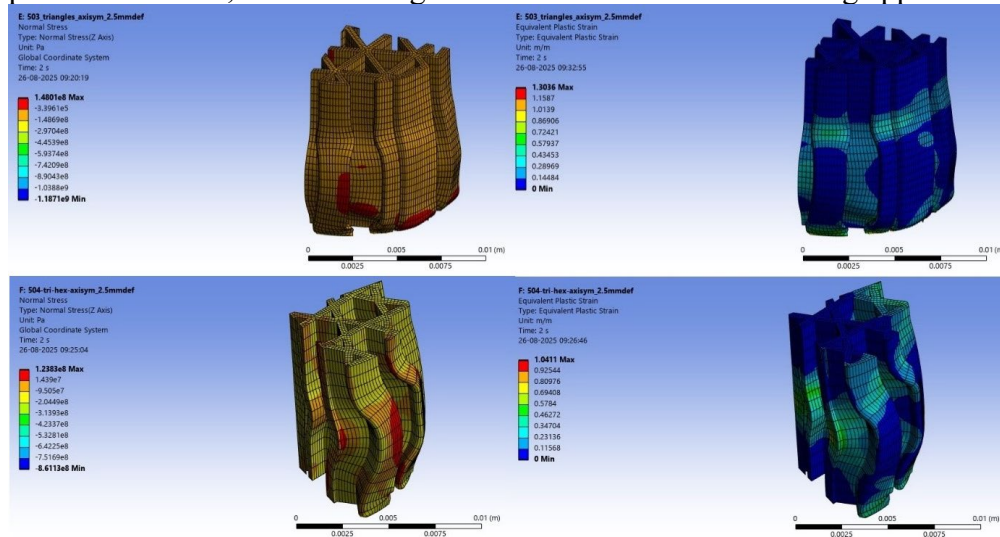 E: 503_triangles_axisym_2.5mmdef
Normal Stress
Type: Normal Stress(Z Axis)
Unit: Pa
Global Coordinate System
Time: 2 s
26-08-2025 09:20:19
1.4801e8 Max
-3.3961e5
-1.4869e8
-2.9704e8
-4.4539e8
-5.9374e8
-7.4209e8
-8.9043e8
-1.0388e9
-1.1871e9 Min
0 0.005 0.01 (m)
0.0025 0.0075
E: 503_triangles_axisym_2.5mmdef
Equivalent Plastic Strain
Type: Equivalent Plastic Strain
Unit: m/m
Time: 2 s
26-08-2025 09:32:55
1.3036 Max
1.1587
1.0139
0.86906
0.72421
0.57937
0.43453
0.28969
0.14484
0 Min
0 0.005 0.01 (m)
0.0025 0.0075
F: 504-tri-hex-axisym_2.5mmdef
Normal Stress
Type: Normal Stress(Z Axis)
Unit: Pa
Global Coordinate System
Time: 2 s
26-08-2025 09:25:04
1.2383e8 Max
1.439e7
-9.505e7
-2.0449e8
-3.1393e8
-4.2337e8
-5.3281e8
-6.4225e8
-7.5169e8
-8.6113e8 Min
0 0.005 0.01 (m)
0.0025 0.0075
F: 504-tri-hex-axisym_2.5mmdef
Equivalent Plastic Strain
Type: Equivalent Plastic Strain
Unit: m/m
Time: 2 s
26-08-2025 09:26:46
1.0411 Max
0.92544
0.80976
0.69408
0.5784
0.46272
0.34704
0.23136
0.11568
0 Min
0 0.005 0.01 (m)
0.0025 0.0075